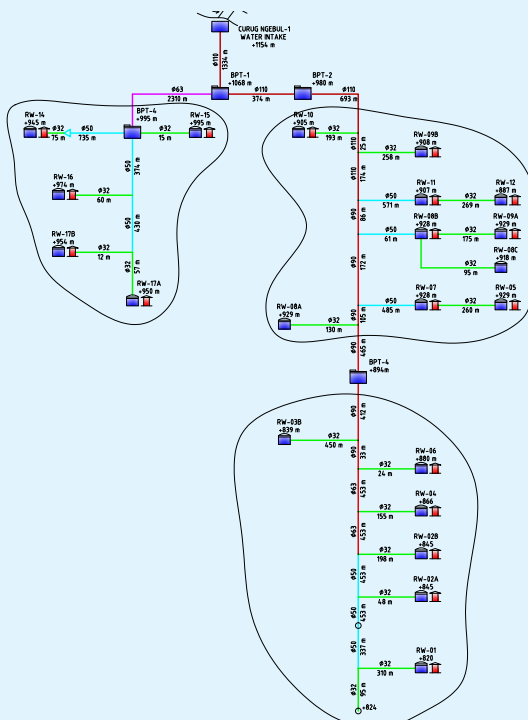 CURUG NGEBUL-1
WATER INTAKE
+1154 m
ø110
1334 m
BPT-1
+1068 m
ø63
2310 m
ø110
374 m
BPT-2
+980 m
ø110
693 m
RW-14
+945 m
ø32
75 m
ø50
735 m
BPT-4
+995 m
ø32
15 m
RW-15
+995 m
ø50
374 m
RW-16
+974 m
ø32
60 m
ø50
430 m
RW-17B
+954 m
ø32
12 m
ø32
57 m
RW-17A
+950 m
RW-10
+905 m
ø32
193 m
ø110
25 m
ø32
258 m
RW-09B
+908 m
ø110
174 m
ø50
571 m
RW-11
+907 m
ø32
269 m
RW-12
+887 m
ø90
86 m
ø50
61 m
RW-08B
+928 m
ø32
175 m
RW-09A
+929 m
ø32
95 m
RW-08C
+918 m
ø90
172 m
ø50
485 m
RW-07
+928 m
ø32
260 m
RW-05
+929 m
RW-08A
+929 m
ø32
130 m
ø90
105 m
ø90
465 m
BPT-4
+894m
ø90
412 m
RW-03B
+839 m
ø32
450 m
ø90
33 m
ø32
24 m
RW-06
+880 m
ø63
453 m
ø32
155 m
RW-04
+866
ø63
453 m
ø32
198 m
RW-02B
+845
ø50
453 m
ø32
48 m
RW-02A
+845
ø50
453 m
ø50
337 m
ø32
310 m
RW-01
+820
ø32
95 m
+824